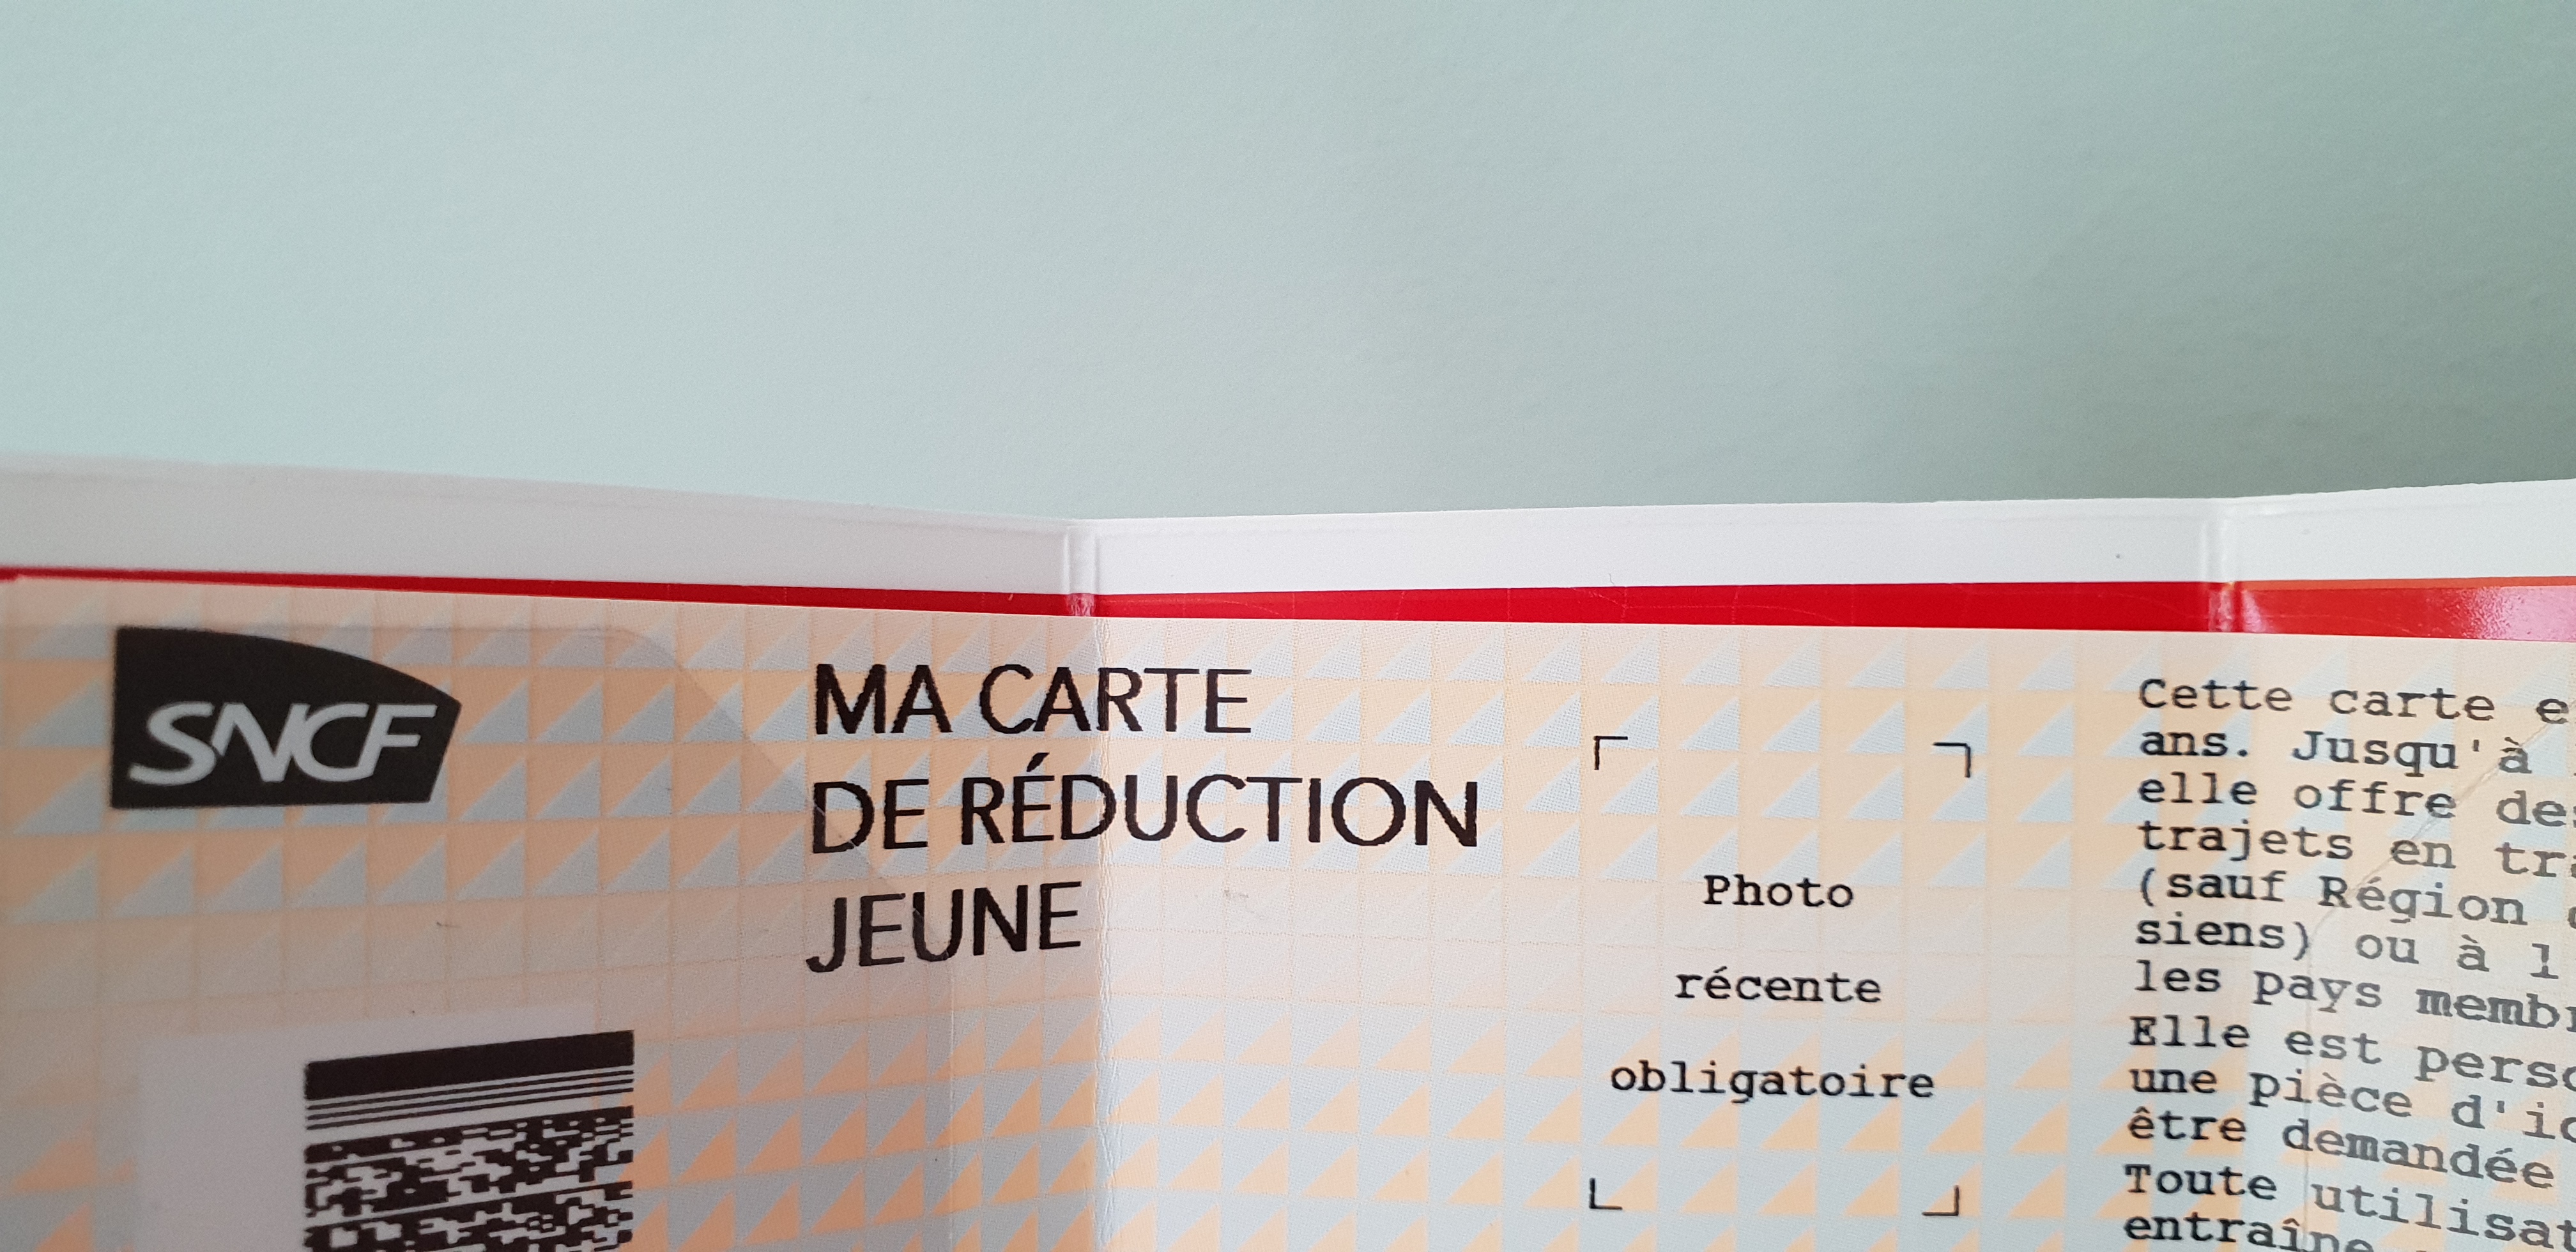 SNCF
MA CARTE
DE RÉDUCTION
JEUNE
Photo
récente
obligatoire
Cette carte
ans. Jusqu'à
elle offre
trajets en
(sauf Région
siens) ou à
les pays
Elle est
une pièce
être demandée
Toute
entraîne